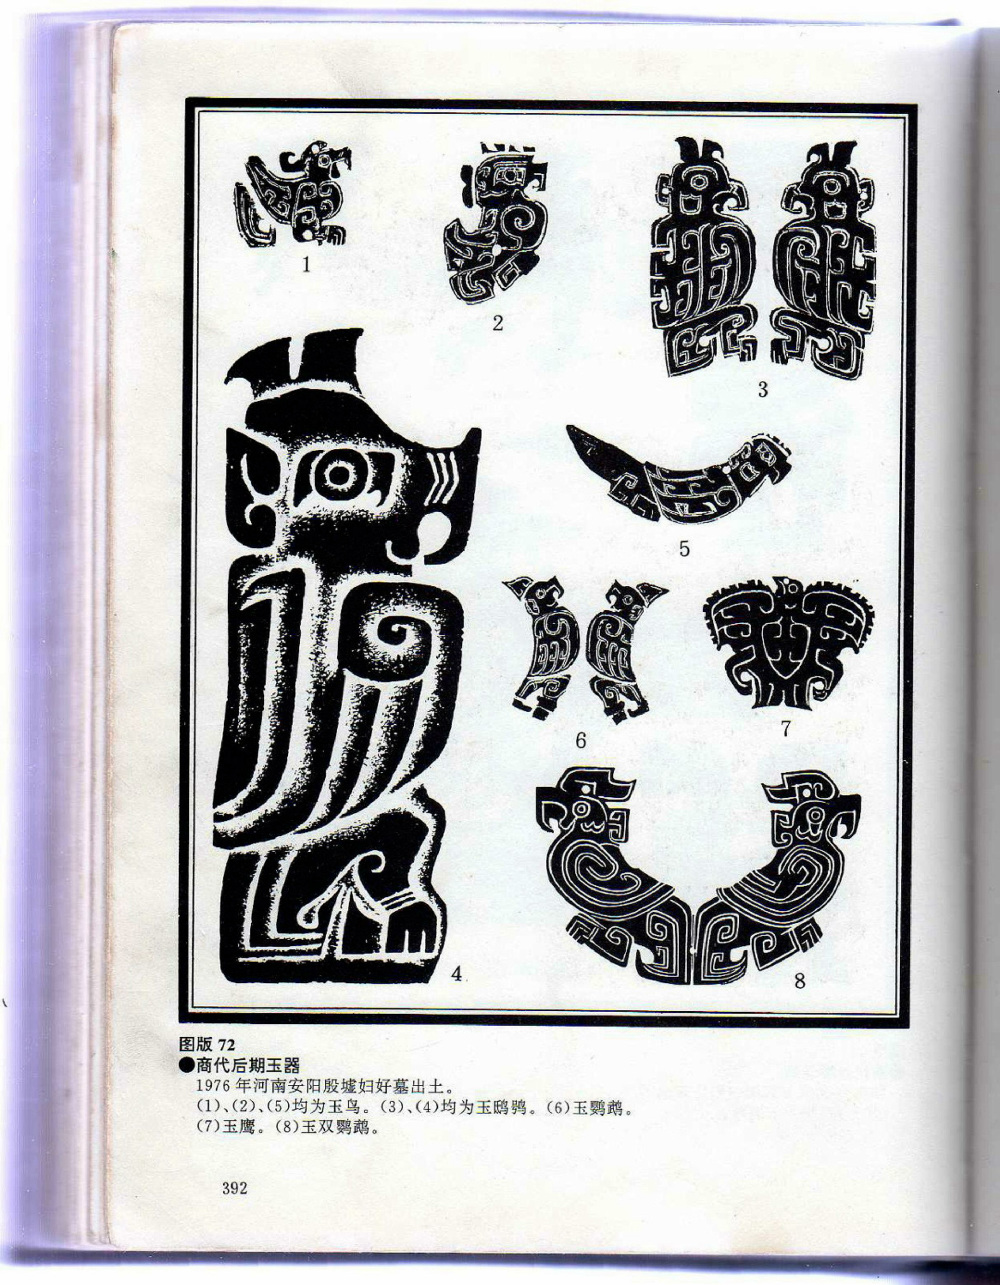 1
2
3
4
5
6
7
8
图版 72
●商代后期玉器
1976 年河南安阳殷墟妇好墓出土。
(1)、(2)、(5)均为玉鸟。(3)、(4)均为玉鸱鸮。(6)玉鹦鹉。
(7)玉鹰。(8)玉双鹦鹉。
392